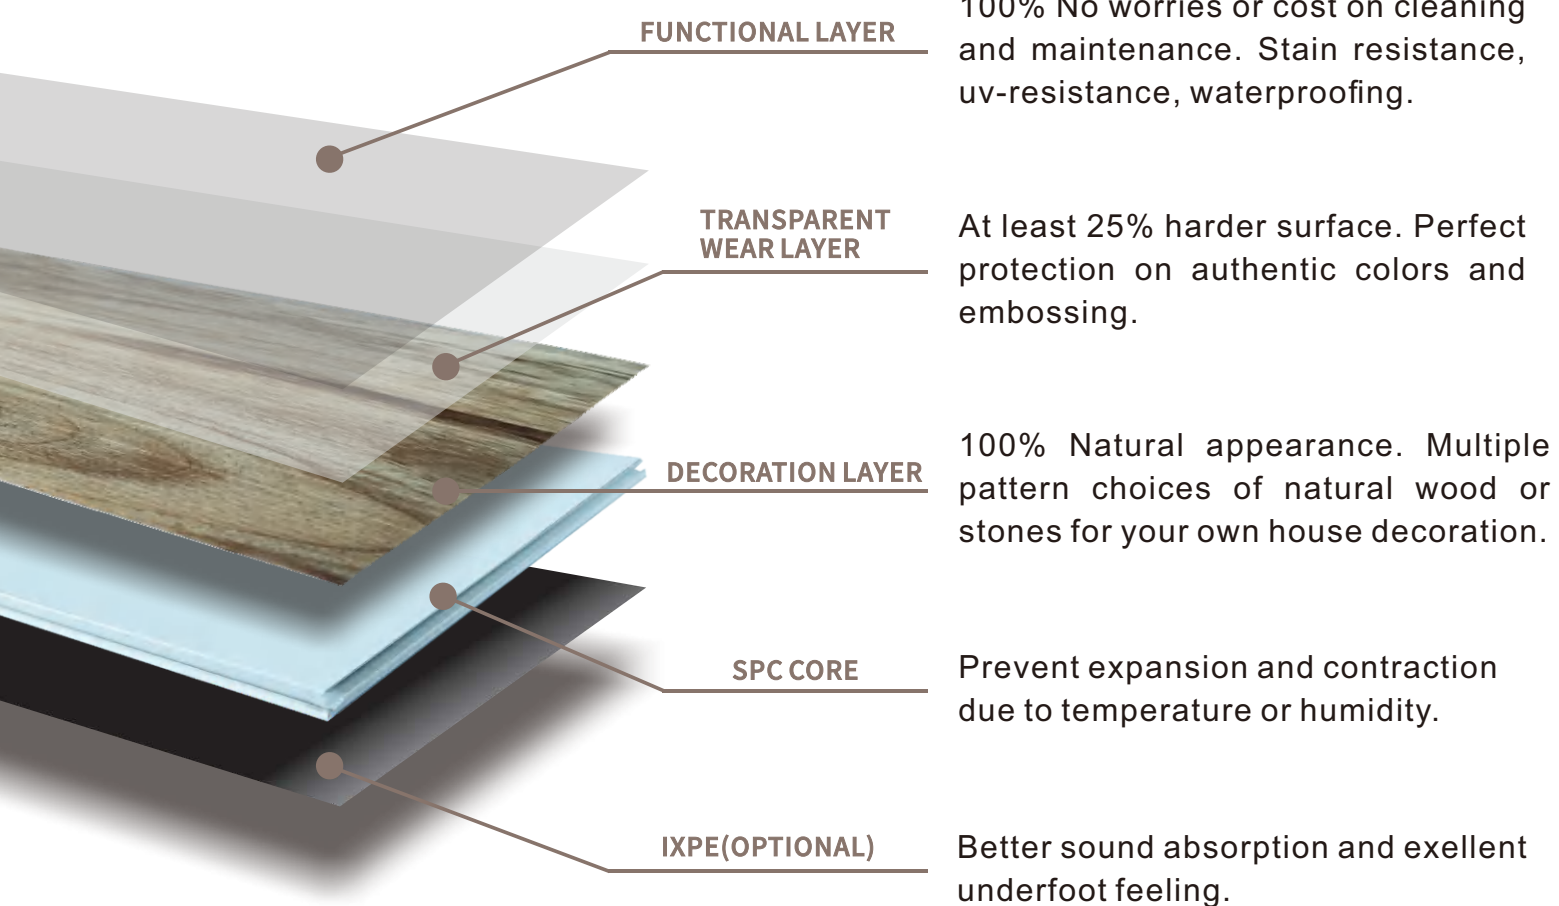 FUNCTIONAL LAYER
100% No worries or cost on cleaning
and maintenance. Stain resistance,
uv-resistance, waterproofing.
TRANSPARENT
WEAR LAYER
At least 25% harder surface. Perfect
protection on authentic colors and
embossing.
DECORATION LAYER
100% Natural appearance. Multiple
pattern choices of natural wood or
stones for your own house decoration.
SPC CORE
Prevent expansion and contraction
due to temperature or humidity.
IXPE(OPTIONAL)
Better sound absorption and exellent
underfoot feeling.